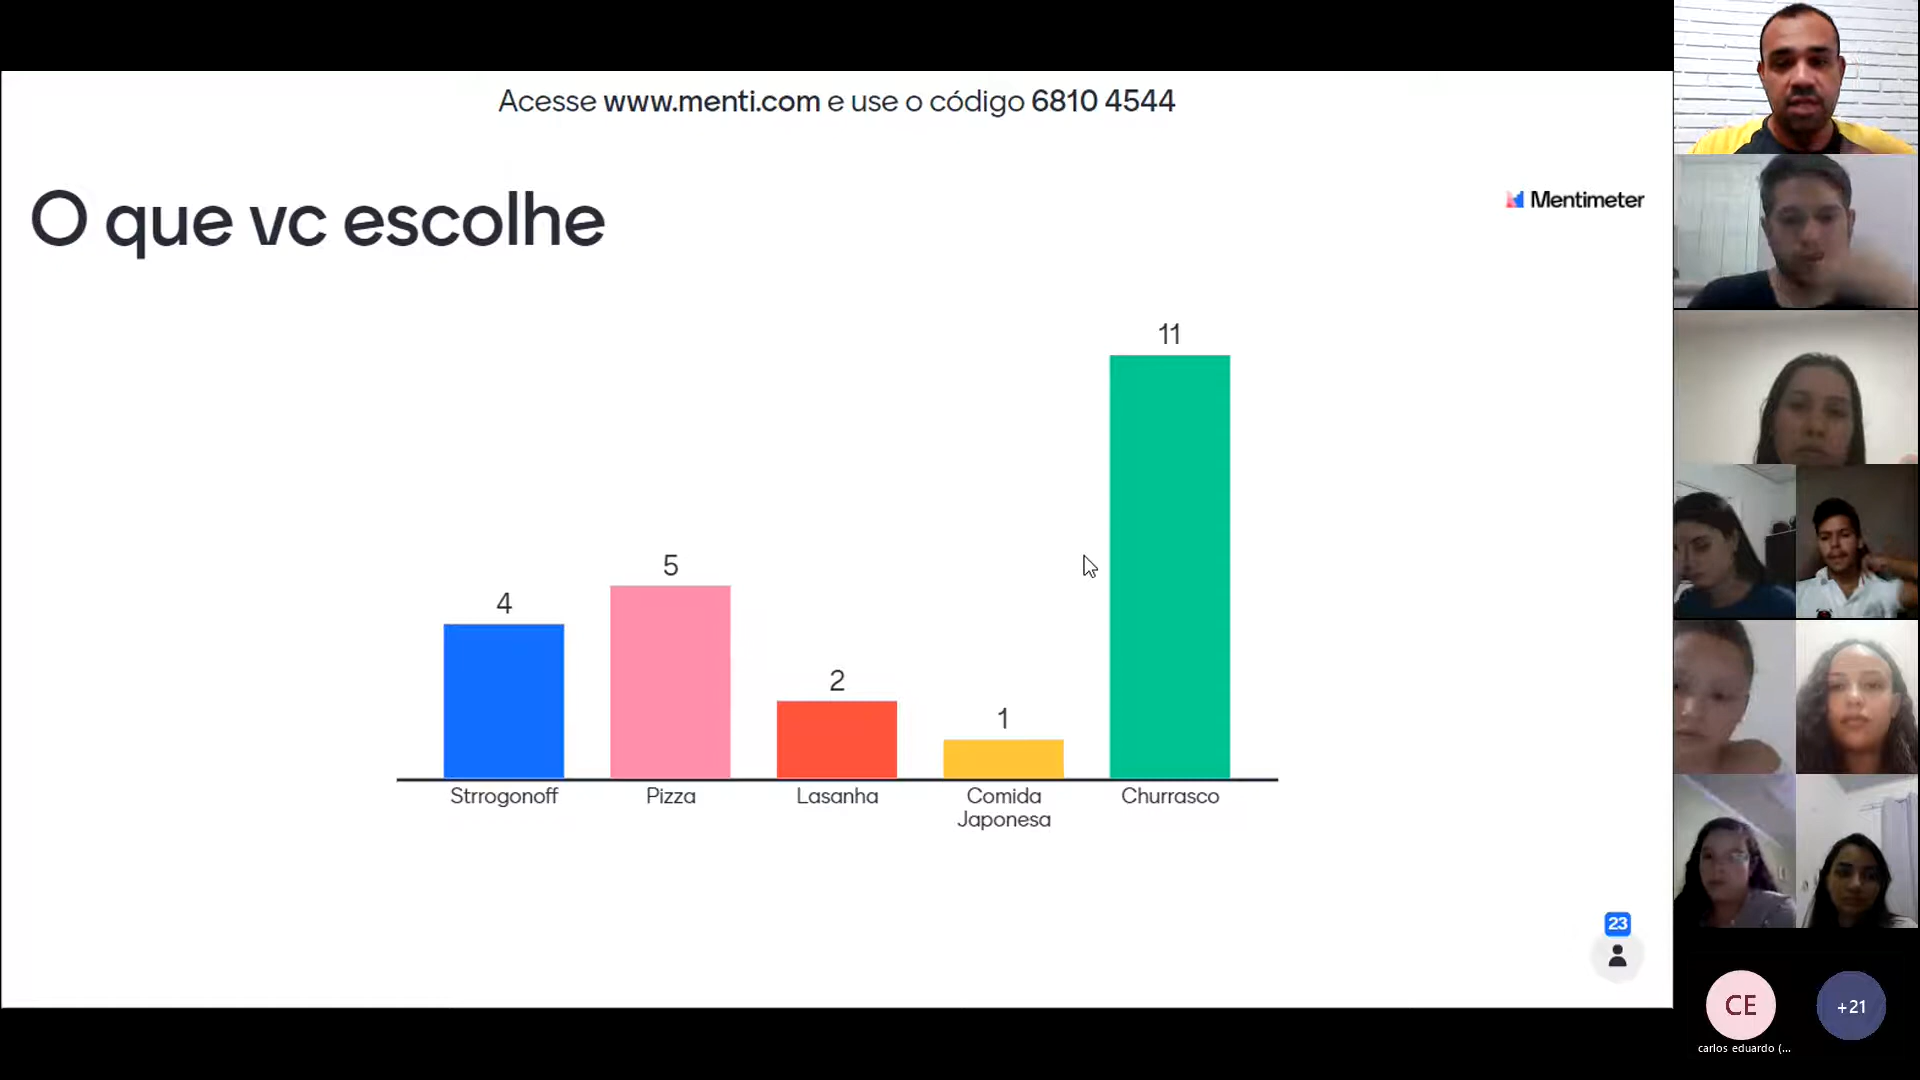 Acesse www.menti.com e use o código 6810 4544
O que vc escolhe
Mentimeter
11
5
4
2
1
Strrogonoff
Pizza
Lasanha
Comida
Japonesa
Churrasco
23
CE
+21
carlos eduardo (...